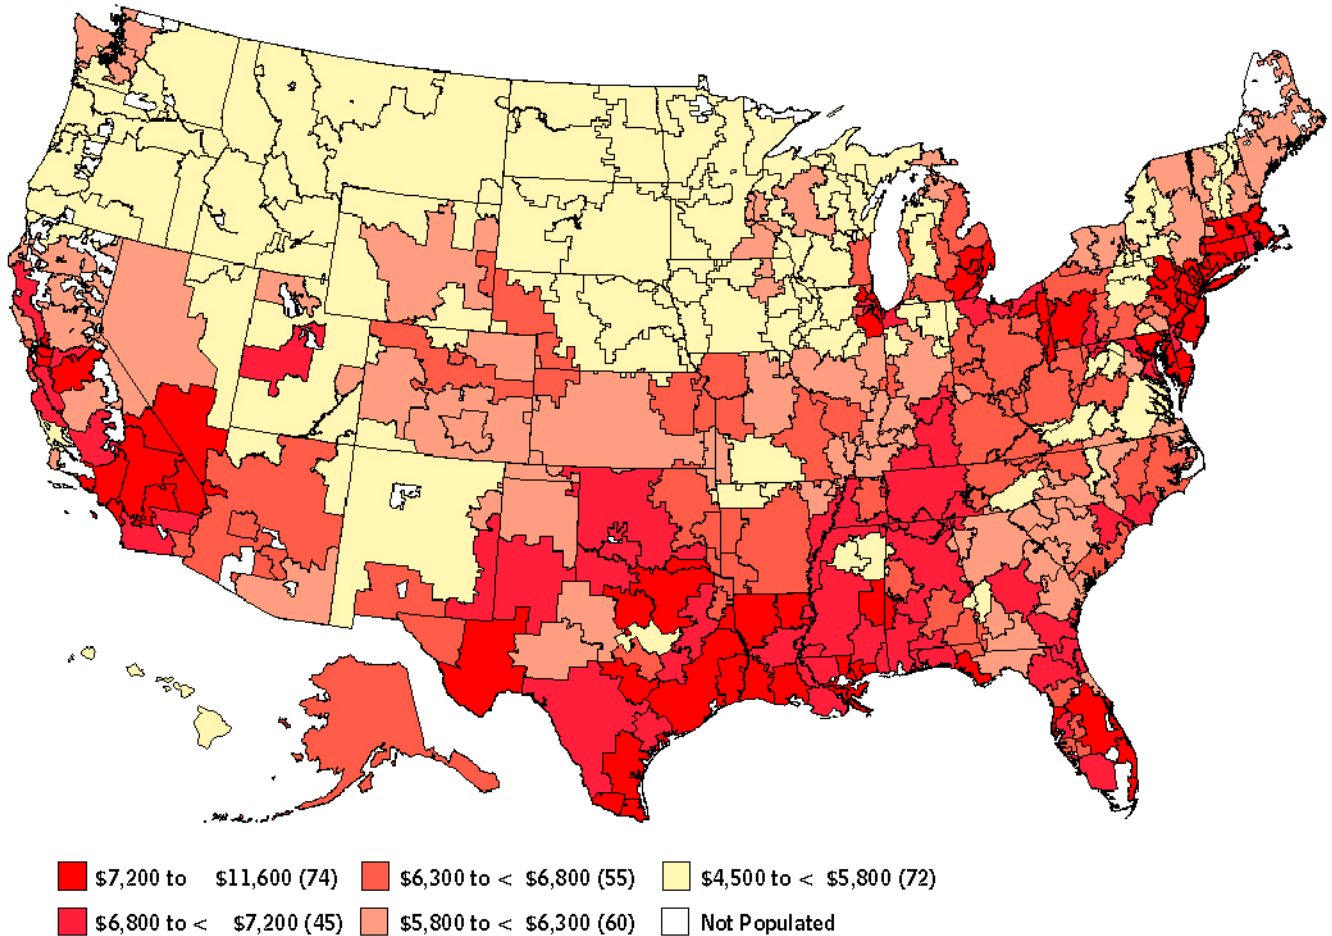 $7,200 to $11,600 (74) $6,300 to < $6,800 (55) $4,500 to < $5,800 (72)
$6,800 to < $7,200 (45) $5,800 to < $6,300 (60) Not Populated